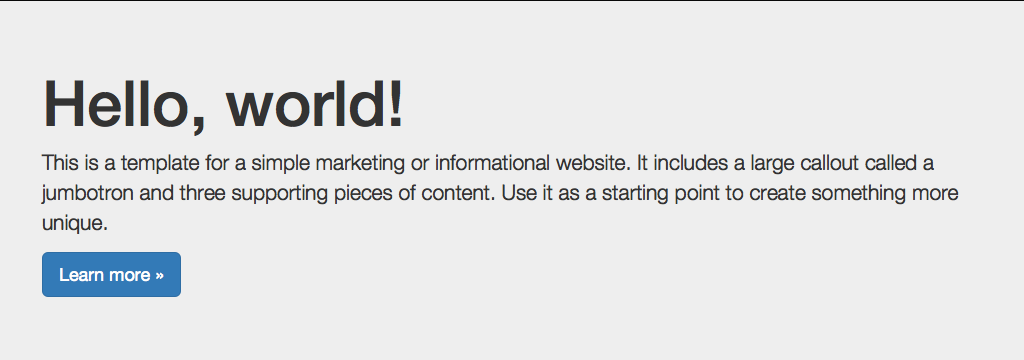 Hello, world!
This is a template for a simple marketing or informational website. It includes a large callout called a
jumbotron and three supporting pieces of content. Use it as a starting point to create something more
unique.
Learn more »